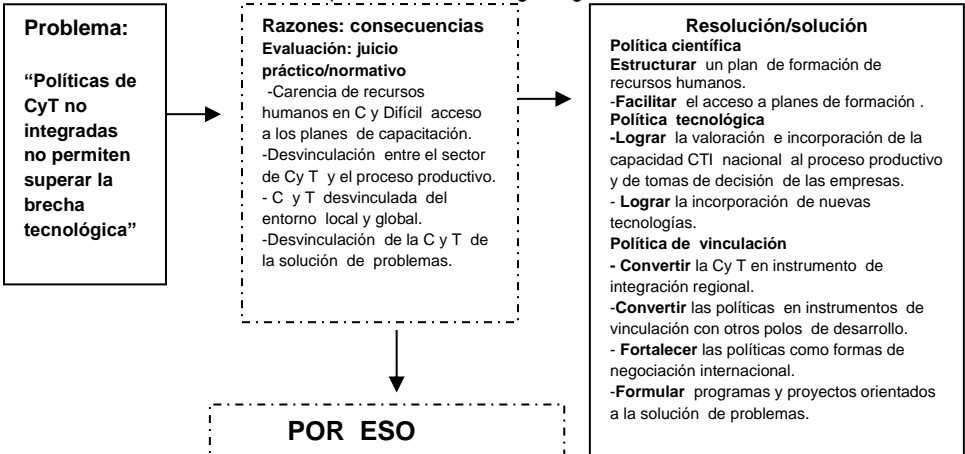 Problema:
“Políticas de
CyT no
integradas
no permiten
superar la
brecha
tecnológica”
Razones: consecuencias
Evaluación: juicio
práctico/normativo
-Carencia de recursos
humanos en C y Difícil acceso
a los planes de capacitación.
-Desvinculación entre el sector
de Cy T y el proceso productivo.
- C y T desvinculada del
entorno local y global.
-Desvinculación de la C y T de
la solución de problemas.
Resolución/solución
Política científica
Estructurar un plan de formación de
recursos humanos.
-Facilitar el acceso a planes de formación .
Política tecnológica
-Lograr la valoración e incorporación de la
capacidad CTI nacional al proceso productivo
y de tomas de decisión de las empresas.
- Lograr la incorporación de nuevas
tecnologías.
Política de vinculación
- Convertir la Cy T en instrumento de
integración regional.
-Convertir las políticas en instrumentos de
vinculación con otros polos de desarrollo.
- Fortalecer las políticas como formas de
negociación internacional.
-Formular programas y proyectos orientados
a la solución de problemas.
POR ESO